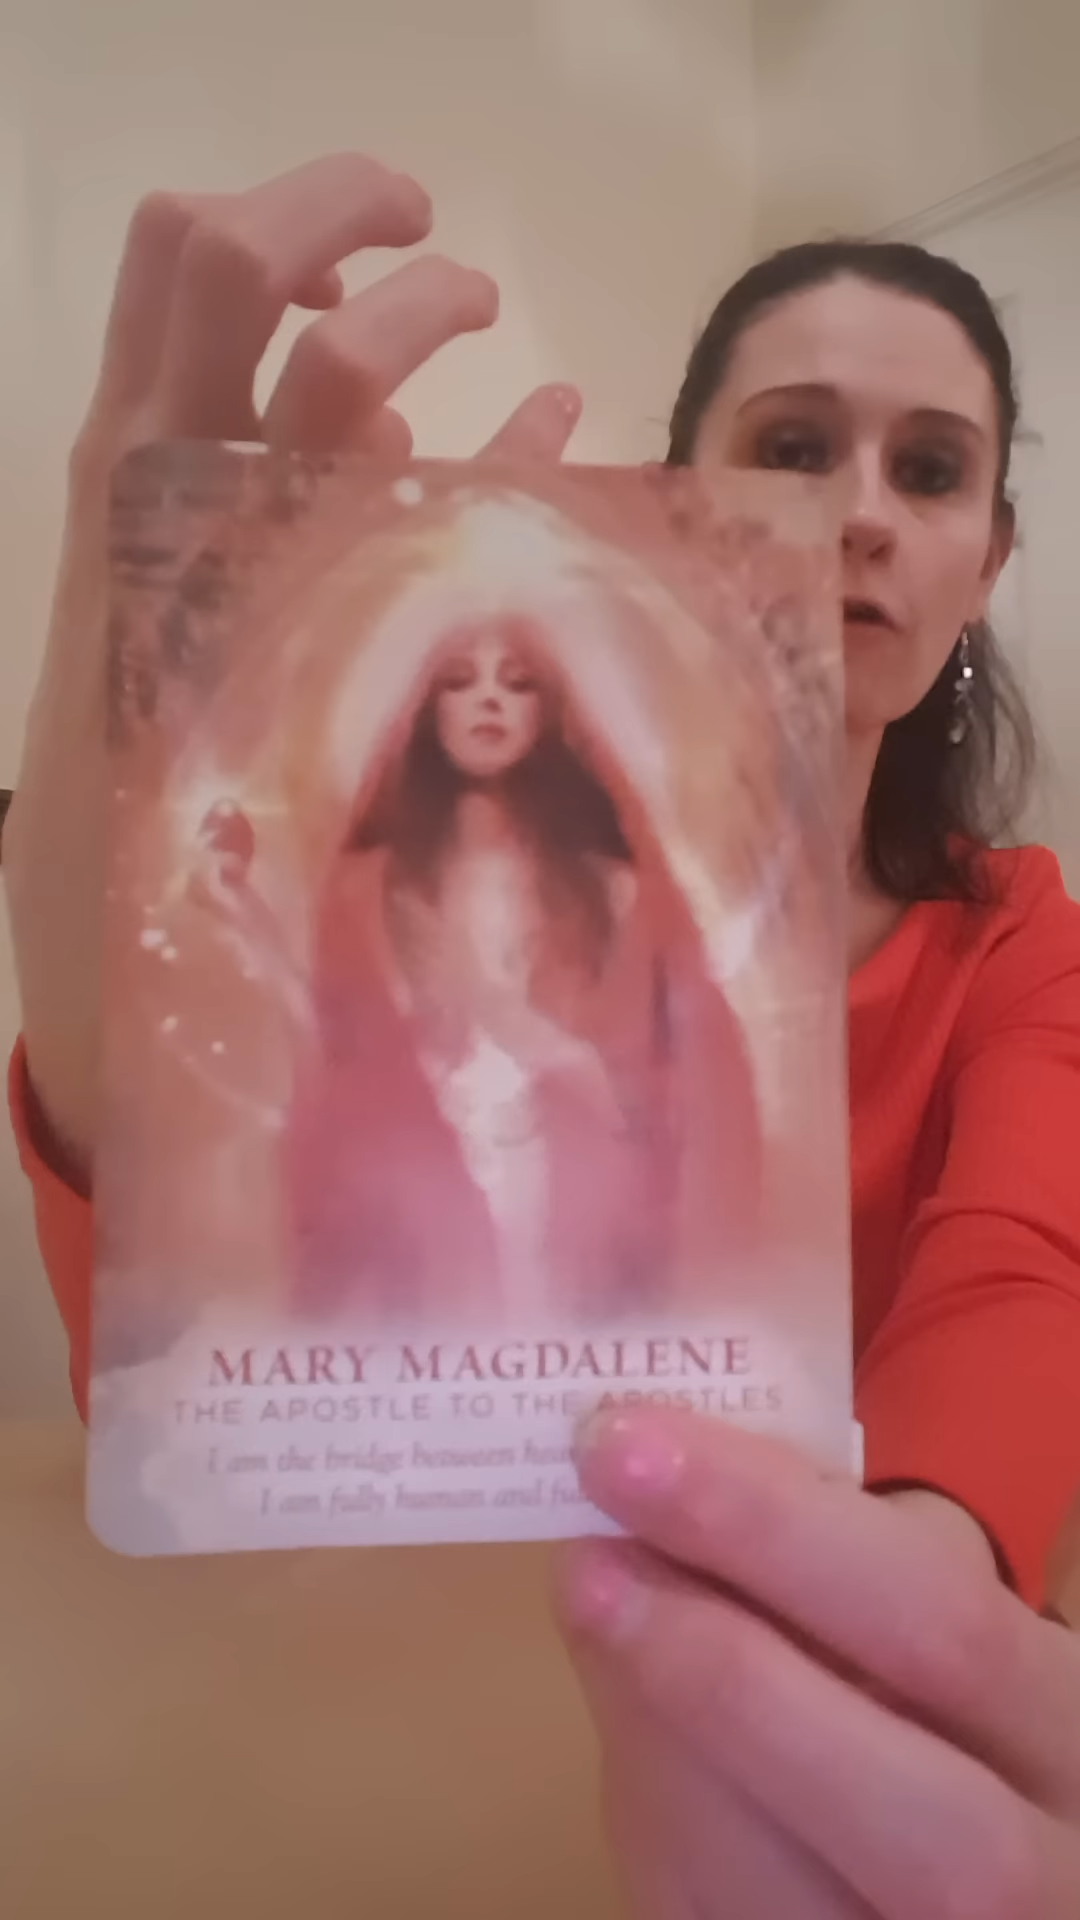 MARY MAGDALENE
THE APOSTLE TO THE APOSTLES
I am the bridge between
I am fully human and